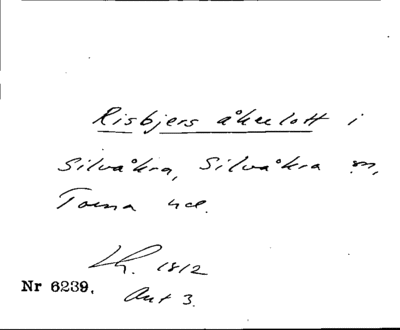 Risbjers åkerlott i
Silvåkra, Silvåkra sn,
Torna hd.
Lh. 1812
Nr 6239.
Akt 3.